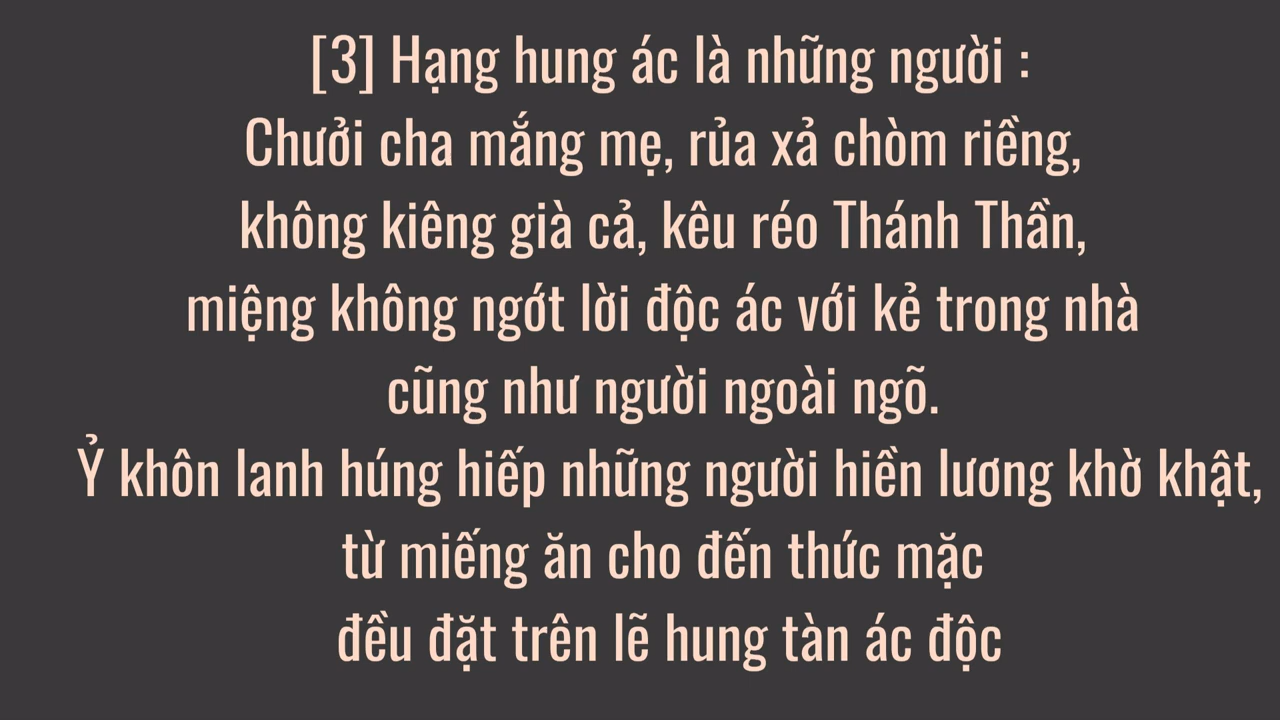 [3] Hạng hung ác là những người :
Chưởi cha mắng mẹ, rủa xả chòm riềng,
không kiêng già cả, kêu réo Thánh Thần,
miệng không ngớt lời độc ác với kẻ trong nhà
cũng như người ngoài ngõ.
Ỷ khôn lanh húng hiếp những người hiền lương khờ khật,
từ miếng ăn cho đến thức mặc
đều đặt trên lẽ hung tàn ác độc